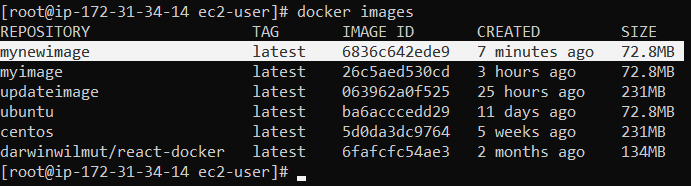 [root@ip-172-31-34-14 ec2-user]# docker images
REPOSITORY TAG IMAGE ID CREATED SIZE
mynewimage latest 6836c642ede9 7 minutes ago 72.8MB
myimage latest 26c5aed530cd 3 hours ago 72.8MB
updateimage latest 063962a0f525 25 hours ago 231MB
ubuntu latest ba6acccedd29 11 days ago 72.8MB
centos latest 5d0da3dc9764 5 weeks ago 231MB
darwinwilmut/react-docker latest 6fafcfc54ae3 2 months ago 134MB
[root@ip-172-31-34-14 ec2-user]#